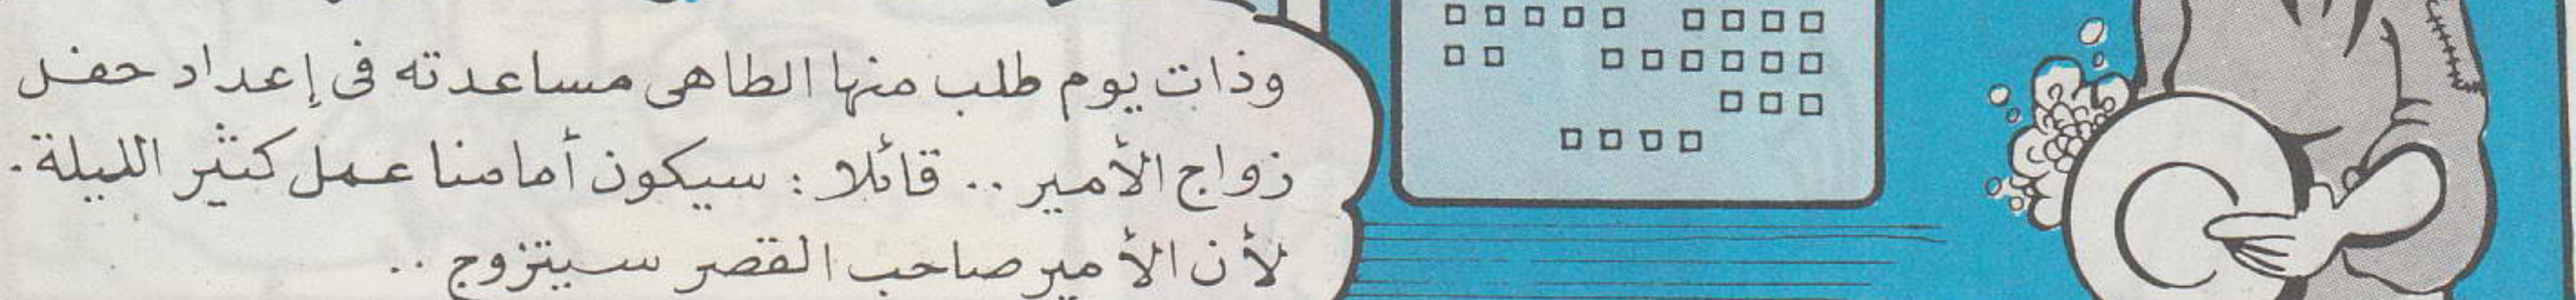 وذات يوم طلب منها الطاهى مساعدته فى إعداد حفل
زواج الأمير .. قائلا : سيكون أمامنا عمل كثير الليلة .
لأن الأمير صاحب القصر سيتزوج ..